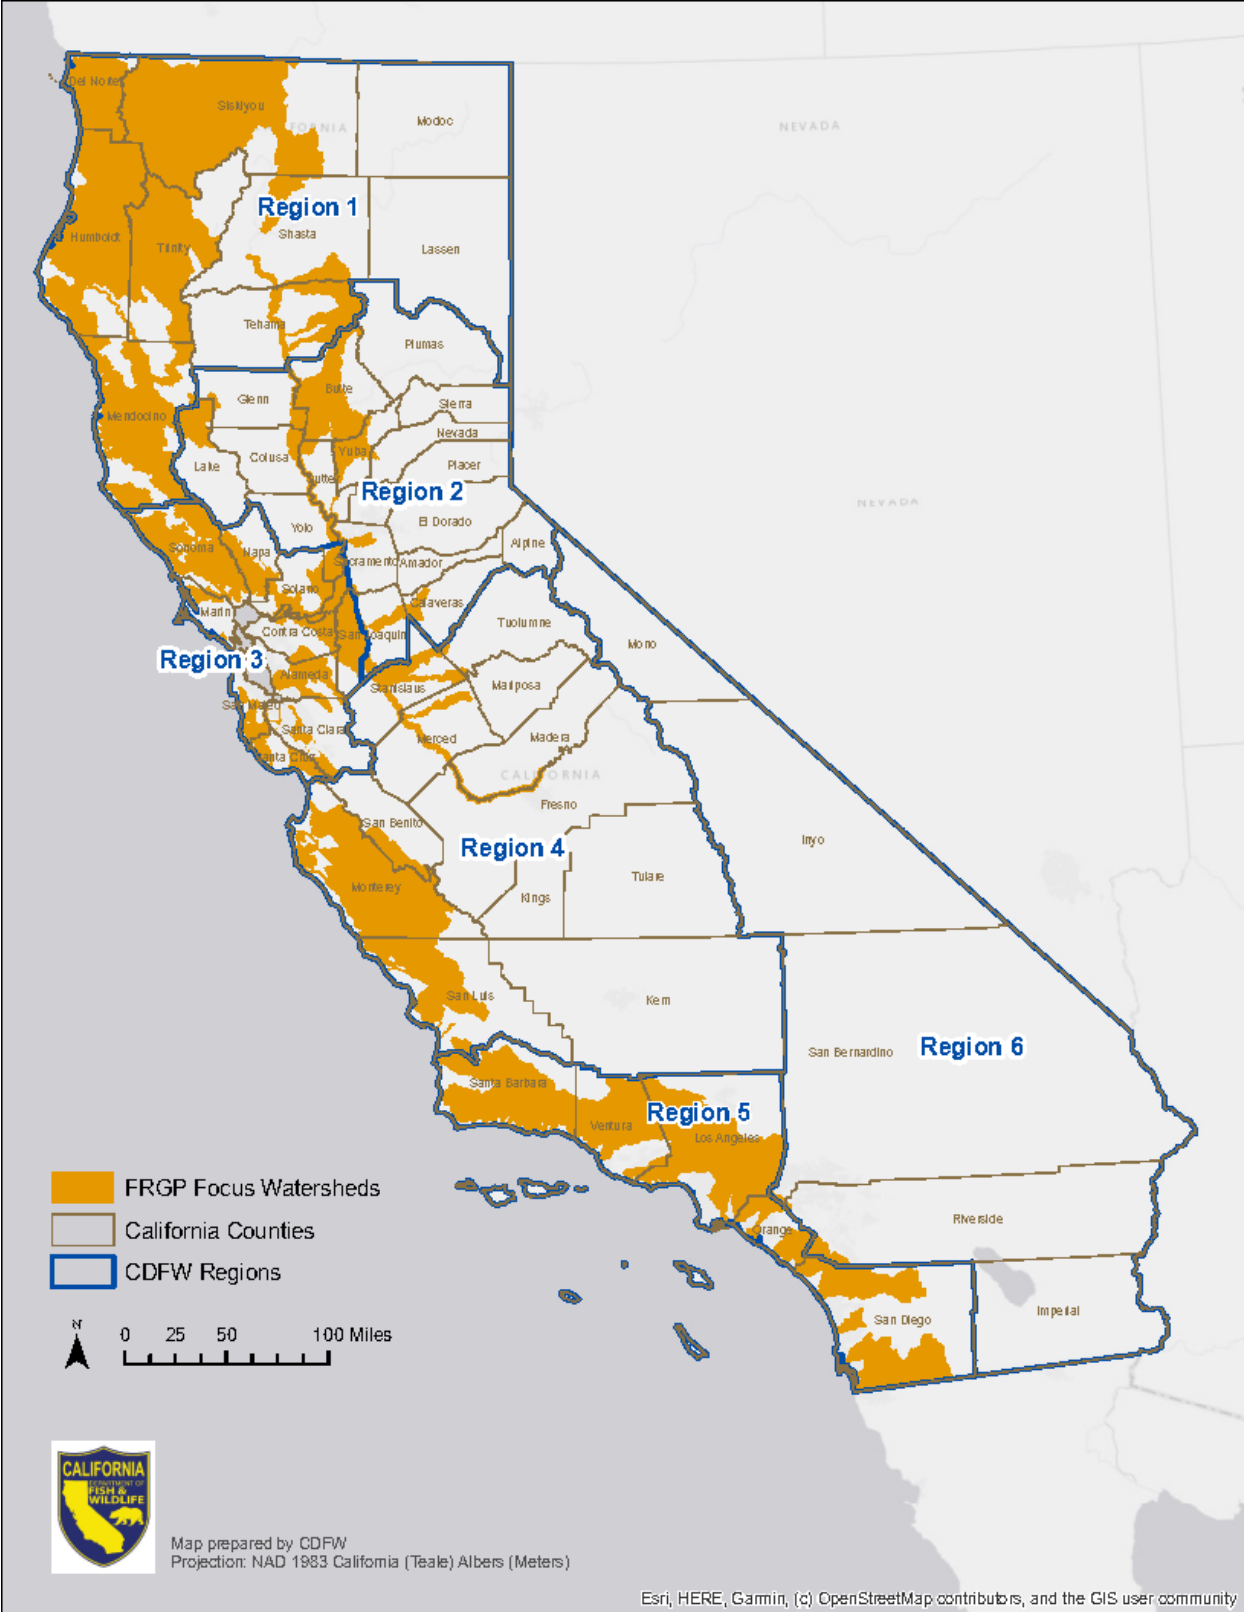 Del Norte
Siskiyou
Modoc
NEVADA
Region 1
Humboldt
Trinity
Shasta
Lassen
Tehama
Plumas
Butte
Glenn
Sierra
Mendocino
Nevada
Lake
Colusa
Yuba
Placer
Region 2
NEVADA
Yolo
El Dorado
Sonoma
Napa
Alpine
Sacramento
Amador
Solano
Calaveras
Marin
Contra Costa
San Joaquin
Tuolumne
Mono
Region 3
Alameda
Stanislaus
Mariposa
San Mateo
Santa Clara
Merced
Madera
CALIFORNIA
Fresno
San Benito
Region 4
Inyo
Monterey
Kings
Tulare
San Luis
Kern
San Bernardino
Region 6
Santa Barbara
Ventura
Region 5
Los Angeles
Orange
Riverside
San Diego
Imperial
FRGP Focus Watersheds
California Counties
CDFW Regions
N
0 25 50 100 Miles
CALIFORNIA
DEPARTMENT OF
FISH &
WILDLIFE
Map prepared by CDFW
Projection: NAD 1983 California (Teale) Albers (Meters)
Esri, HERE, Garmin, (c) OpenStreetMap contributors, and the GIS user community